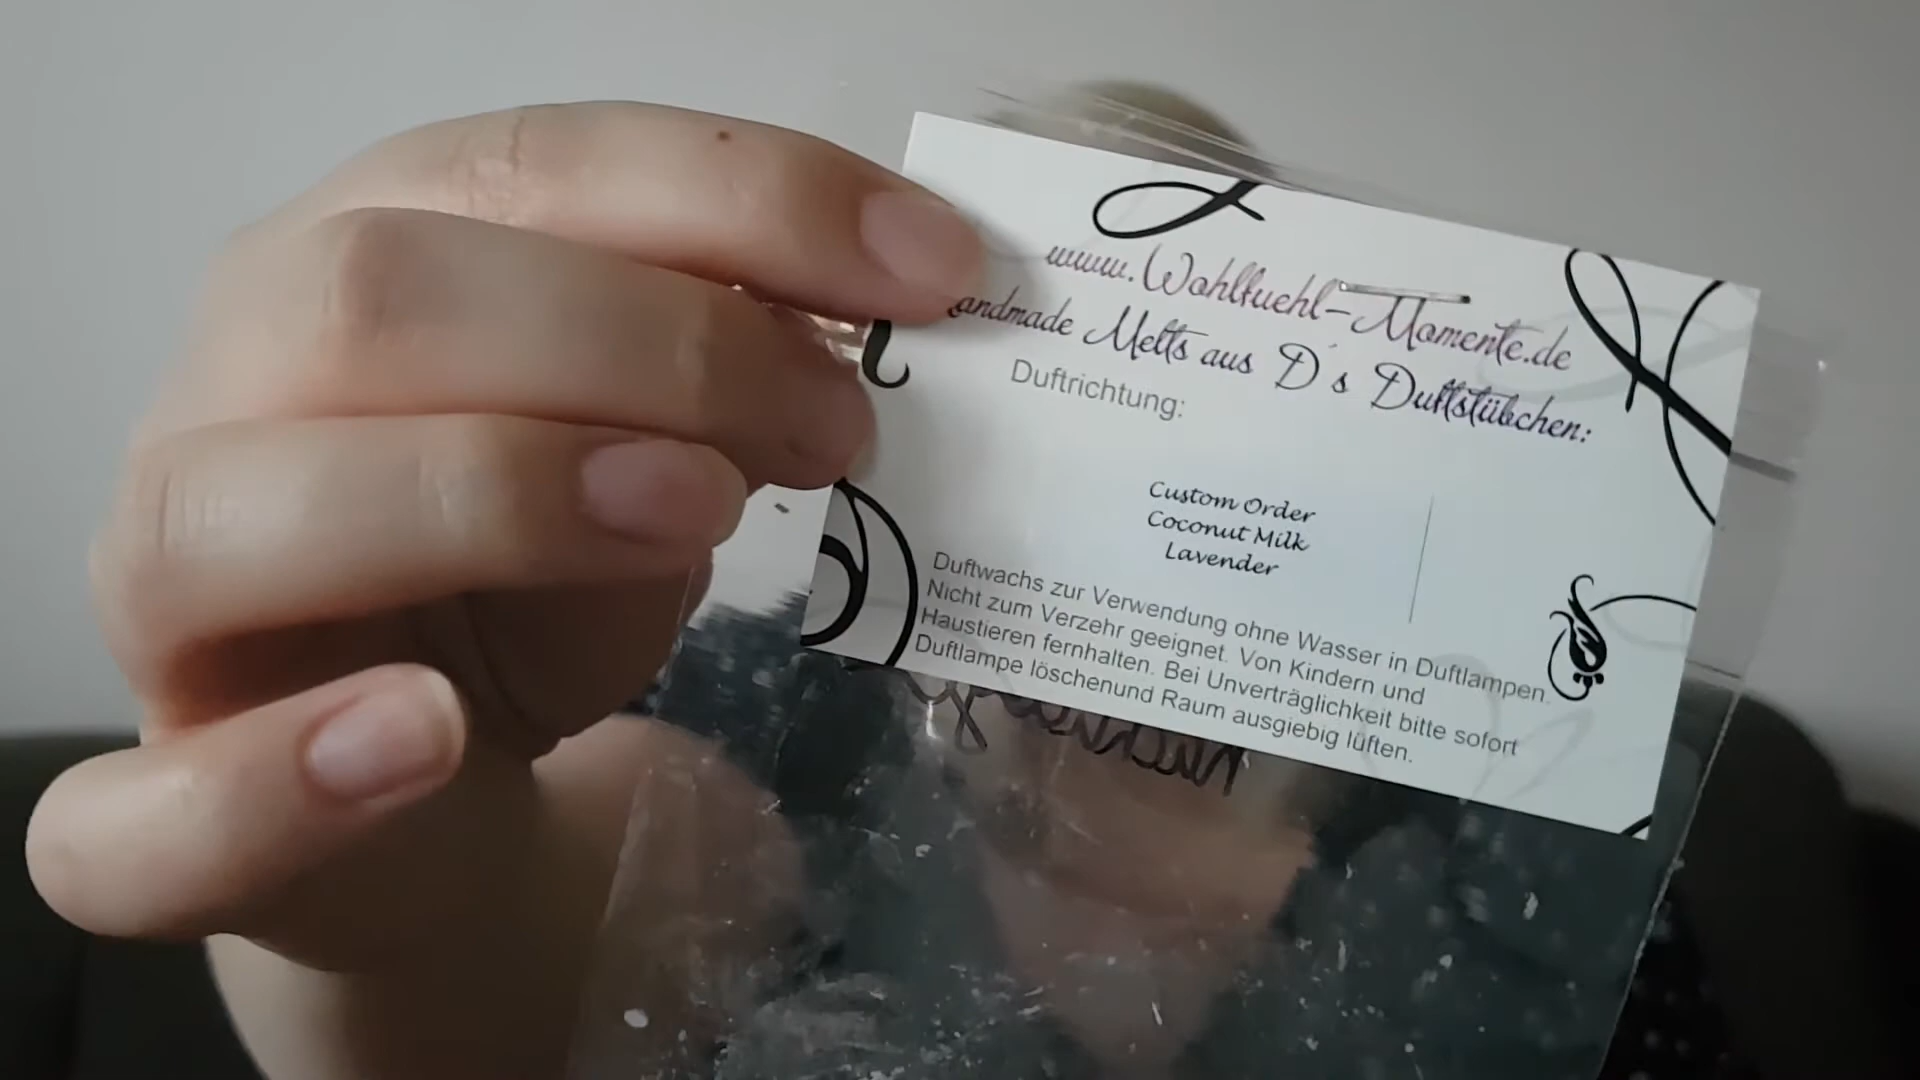 www.Wohlfuehl-Momente.de
andmade Melts aus D´s Duftstübchen:
Duftrichtung:
Custom Order
Coconut Milk
Lavender
Duftwachs zur Verwendung ohne Wasser in Duftlampen.
Nicht zum Verzehr geeignet. Von Kindern und
Haustieren fernhalten. Bei Unverträglichkeit bitte sofort
Duftlampe löschenund Raum ausgiebig lüften.